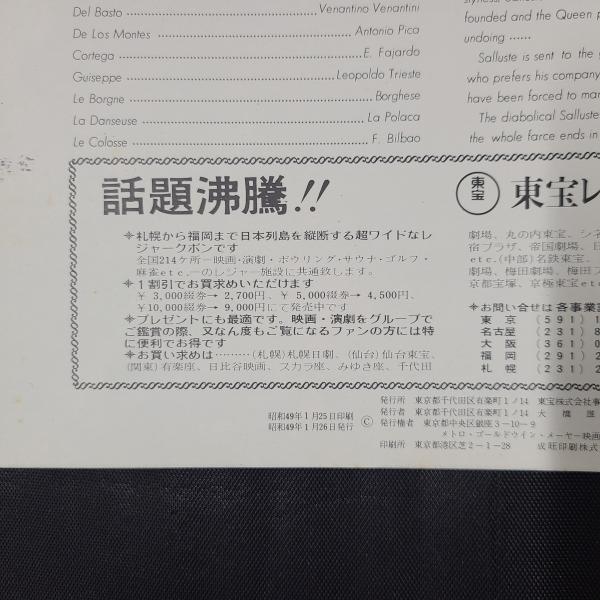 Del Basto ........ Venantino Venantini
founded and the Queen p
De Los Montes ........ Antonio Pica
undoing ......
Cortega ........ E. Fajardo
Salluste is sent to the
Guiseppe ........ Leopoldo Trieste
who prefers his company
Le Borgne ........ Borghese
have been forced to mar
La Danseuse ........ La Polaca
The diabolical Salluste
Le Colosse ........ F. Bilbao
the whole farce ends in
話題沸騰!!
✦札幌から福岡まで日本列島を縦断する超ワイドなレ
ジャークポンです
全国214ケ所—映画・演劇・ボウリング・サウナ・ゴルフ・
麻雀etc.—のレジャー施設に共通致します。
✦1割引でお買求めいただけます
¥3,000綴券→2,700円、¥5,000綴券→4,500円、
¥10,000綴券→9,000円にて発売中です
✦プレゼントにも最適です。映画・演劇をグループで
ご鑑賞の際、又なん度もご覧になるファンの方には特
に便利でお得です
✦お買い求めは………(札幌)札幌日劇、(仙台)仙台東宝、
(関東)有楽座、日比谷映画、スカラ座、みゆき座、千代田
東宝 東宝レ
劇場、丸の内東宝、シネ
宿プラザ、帝国劇場、日
etc.(中部)名鉄東宝、
劇場、梅田劇場、梅田ス
京都宝塚、京極東宝etc
✦お問い合せは各事業
東京(591)1
名古屋(231)8
大阪(361)0
福岡(291)2
札幌(231)2
昭和49年1月25日印刷
昭和49年1月26日発行
©
発行所 東京都千代田区有楽町1/14 東宝株式会社事
発行者 東京都千代田区有楽町1/14 大橋雄
発行権者 東京都中央区銀座3-10-9
メトロ・ゴールドウイン・メーヤー映画
印刷所 東京都港区芝2-1-28 成旺印刷株式